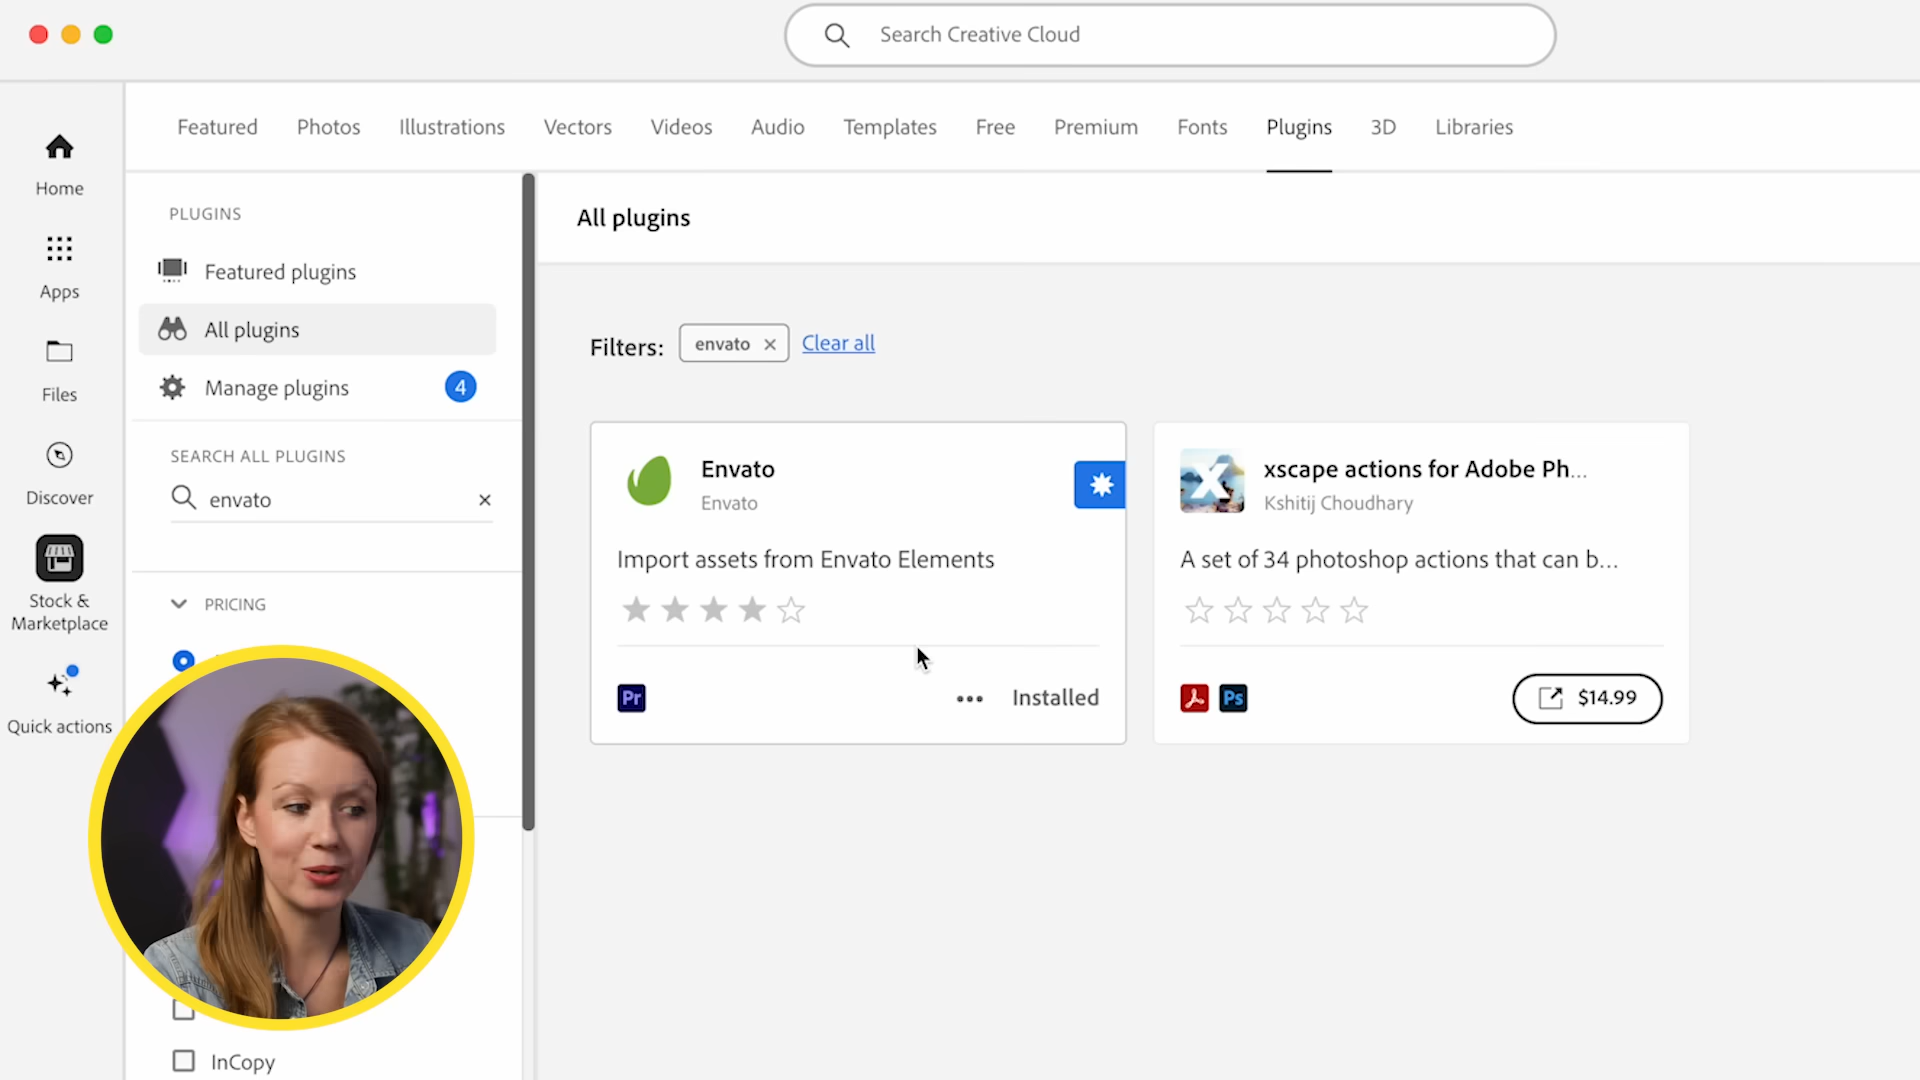 Search Creative Cloud
Featured
Photos
Illustrations
Vectors
Videos
Audio
Templates
Free
Premium
Fonts
Plugins
3D
Libraries
Home
Apps
Files
Discover
Stock &
Marketplace
Quick actions
PLUGINS
Featured plugins
All plugins
Manage plugins
4
SEARCH ALL PLUGINS
envato
PRICING
InCopy
All plugins
Filters:
envato
Clear all
Envato
Envato
Import assets from Envato Elements
Pr
Installed
xscape actions for Adobe Ph...
Kshitij Choudhary
A set of 34 photoshop actions that can b...
Ps
$14.99